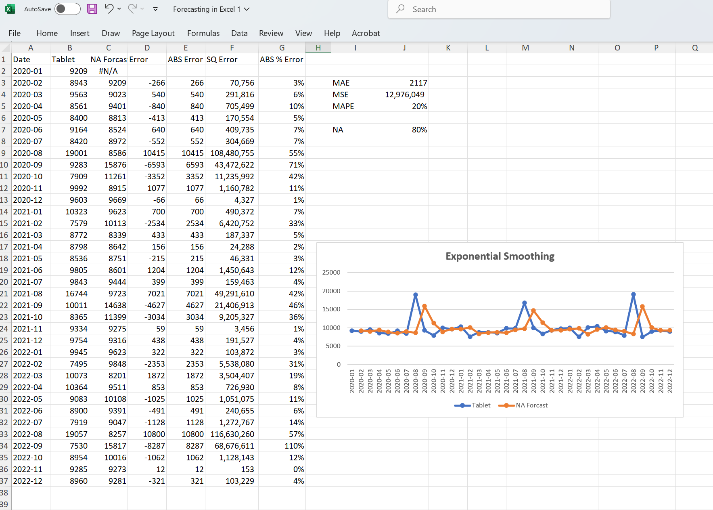 AutoSave Off Forecasting in Excel 1 Search
File Home Insert Draw Page Layout Formulas Data Review View Help Acrobat
A B C D E F G H I J K L M N O P Q
1 Date Tablet NA Forcas Error ABS Error SQ Error ABS % Error
2 2020-01 9209 #N/A
3 2020-02 8943 9209 -266 266 70,756 3% MAE 2117
4 2020-03 9563 9023 540 540 291,816 6% MSE 12,976,049
5 2020-04 8561 9401 -840 840 705,499 10% MAPE 20%
6 2020-05 8400 8813 -413 413 170,554 5%
7 2020-06 9164 8524 640 640 409,735 7% NA 80%
8 2020-07 8420 8972 -552 552 304,669 7%
9 2020-08 19001 8586 10415 10415 108,480,755 55%
10 2020-09 9283 15876 -6593 6593 43,472,622 71%
11 2020-10 7909 11261 -3352 3352 11,235,992 42%
12 2020-11 9992 8915 1077 1077 1,160,782 11%
13 2020-12 9603 9669 -66 66 4,327 1%
14 2021-01 10323 9623 700 700 490,372 7%
15 2021-02 7579 10113 -2534 2534 6,420,752 33%
16 2021-03 8772 8339 433 433 187,337 5%
17 2021-04 8798 8642 156 156 24,288 2%
18 2021-05 8536 8751 -215 215 46,331 3%
19 2021-06 9805 8601 1204 1204 1,450,643 12%
20 2021-07 9843 9444 399 399 159,463 4%
21 2021-08 16744 9723 7021 7021 49,291,610 42%
22 2021-09 10011 14638 -4627 4627 21,406,913 46%
23 2021-10 8365 11399 -3034 3034 9,205,327 36%
24 2021-11 9334 9275 59 59 3,456 1%
25 2021-12 9754 9316 438 438 191,527 4%
26 2022-01 9945 9623 322 322 103,872 3%
27 2022-02 7495 9848 -2353 2353 5,538,080 31%
28 2022-03 10073 8201 1872 1872 3,504,407 19%
29 2022-04 10364 9511 853 853 726,930 8%
30 2022-05 9083 10108 -1025 1025 1,051,075 11%
31 2022-06 8900 9391 -491 491 240,655 6%
32 2022-07 7919 9047 -1128 1128 1,272,767 14%
33 2022-08 19057 8257 10800 10800 116,630,260 57%
34 2022-09 7530 15817 -8287 8287 68,676,611 110%
35 2022-10 8954 10016 -1062 1062 1,128,143 12%
36 2022-11 9285 9273 12 12 153 0%
37 2022-12 8960 9281 -321 321 103,229 4%
38
39
Exponential Smoothing
25000
20000
15000
10000
5000
0
2020-01 2020-02 2020-03 2020-04 2020-05 2020-06 2020-07 2020-08 2020-09 2020-10 2020-11 2020-12 2021-01 2021-02 2021-03 2021-04 2021-05 2021-06 2021-07 2021-08 2021-09 2021-10 2021-11 2021-12 2022-01 2022-02 2022-03 2022-04 2022-05 2022-06 2022-07 2022-08 2022-09 2022-10 2022-11 2022-12
Tablet NA Forcast